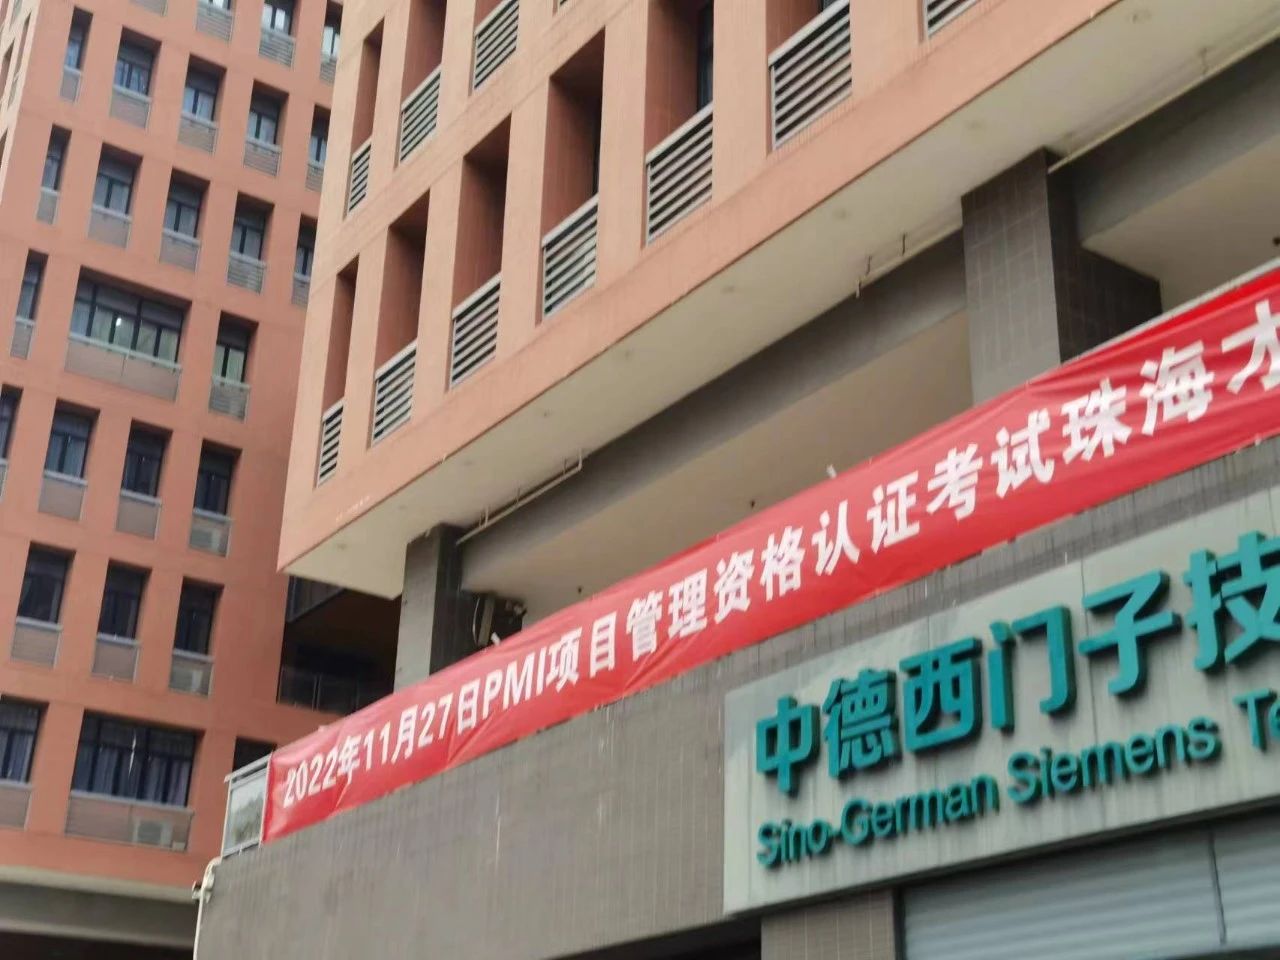 2022年11月27日PMI项目管理资格认证考试珠海
中德西门子技
Sino-German Siemens Te